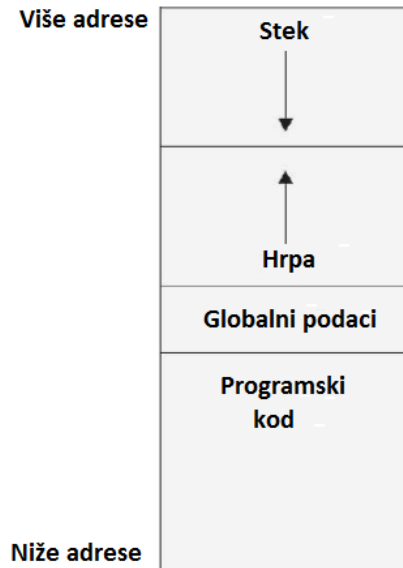 Više adrese
Stek
Hrpa
Globalni podaci
Programski
kod
Niže adrese